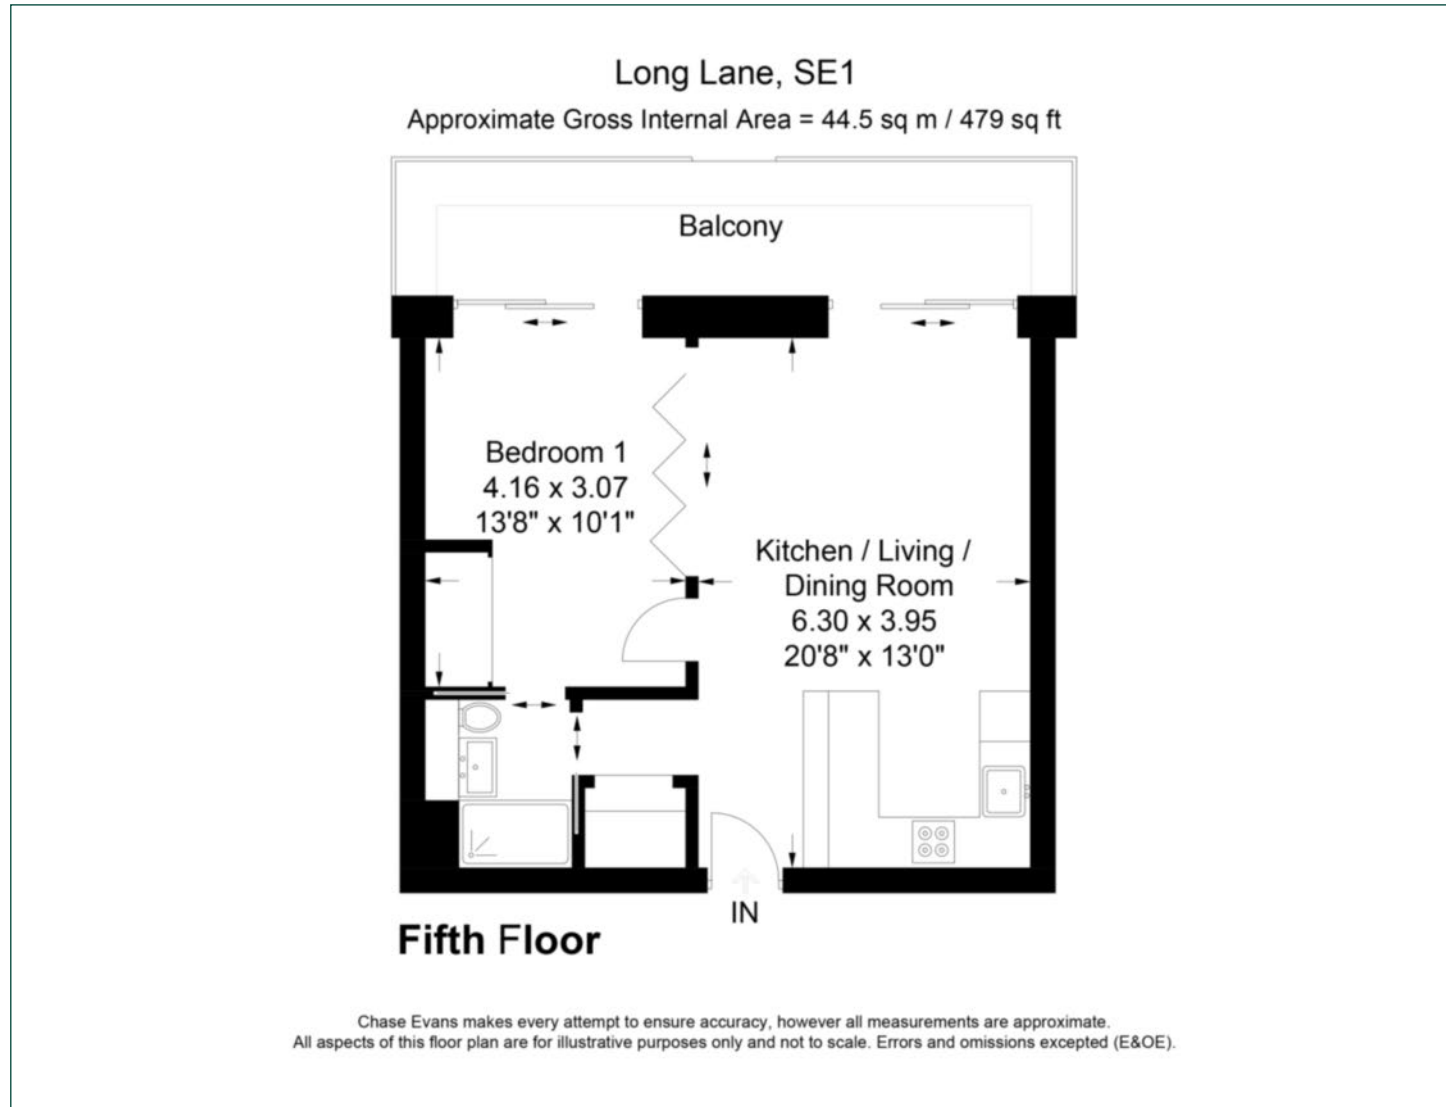 Long Lane, SE1
Approximate Gross Internal Area = 44.5 sq m / 479 sq ft
Balcony
Bedroom 1
4.16 x 3.07
13'8" x 10'1"
Kitchen / Living /
Dining Room
6.30 x 3.95
20'8" x 13'0"
IN
Fifth Floor
Chase Evans makes every attempt to ensure accuracy, however all measurements are approximate.
All aspects of this floor plan are for illustrative purposes only and not to scale. Errors and omissions excepted (E&OE).